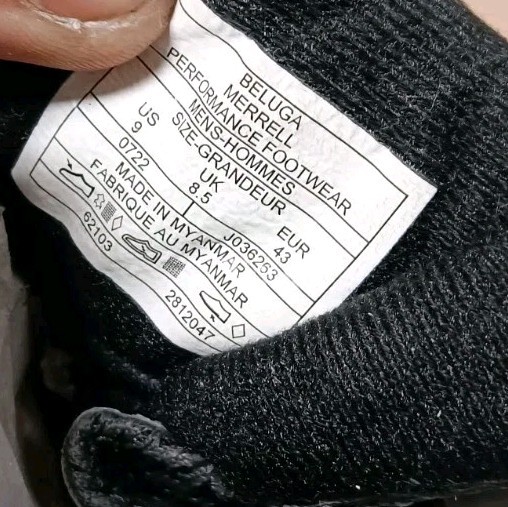 BELUGA
MERRELL
PERFORMANCE FOOTWEAR
MENS-HOMMES
SIZE-GRANDEUR
US UK EUR
9 8.5 43
0722 J036253
MADE IN MYANMAR
FABRIQUE AU MYANMAR
62103 2812047